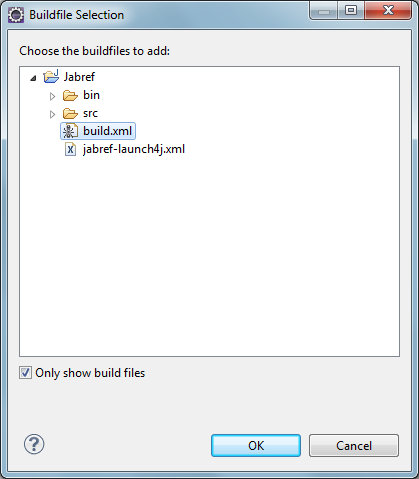 Buildfile Selection
Choose the buildfiles to add:
Jabref
bin
src
build.xml
jabref-launch4j.xml
Only show build files
OK
Cancel